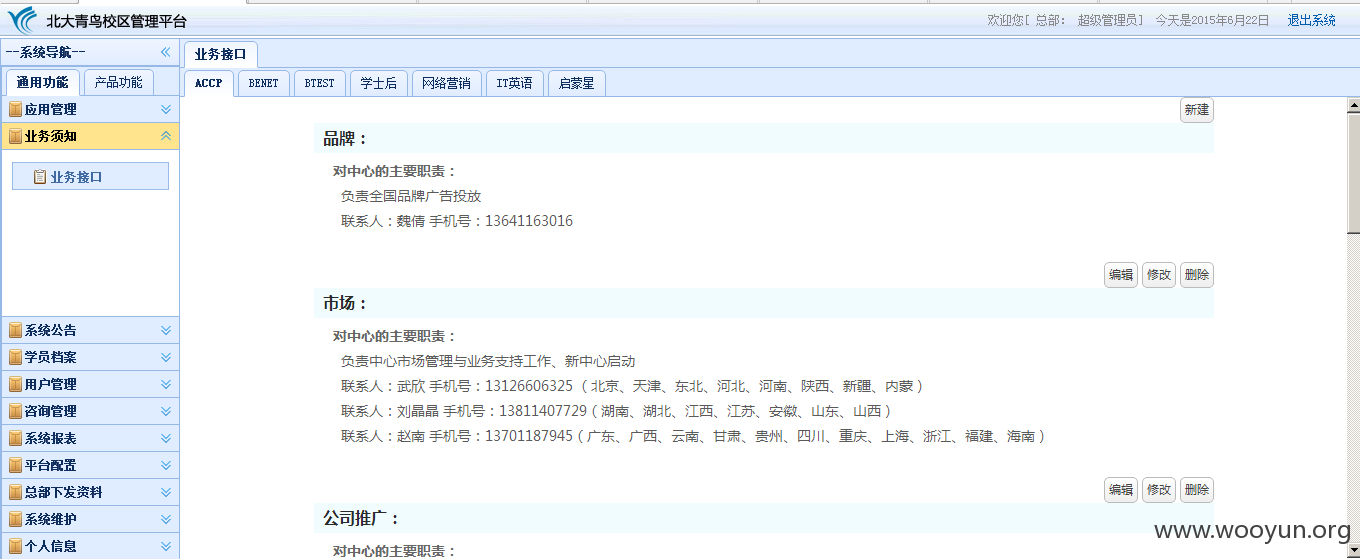 北大青鸟校区管理平台
欢迎您[ 总部： 超级管理员] 今天是2015年6月22日 退出系统
--系统导航--
业务接口
通用功能 产品功能
ACCP BENET BTEST 学士后 网络营销 IT英语 启蒙星
应用管理
业务须知
业务接口
系统公告
学员档案
用户管理
咨询管理
系统报表
平台配置
总部下发资料
系统维护
个人信息
新建
品牌：
对中心的主要职责：
负责全国品牌广告投放
联系人：魏倩 手机号：13641163016
编辑 修改 删除
市场：
对中心的主要职责：
负责中心市场管理与业务支持工作、新中心启动
联系人：武欣 手机号：13126606325 （北京、天津、东北、河北、河南、陕西、新疆、内蒙）
联系人：刘晶晶 手机号：13811407729（湖南、湖北、江西、江苏、安徽、山东、山西）
联系人：赵南 手机号：13701187945（广东、广西、云南、甘肃、贵州、四川、重庆、上海、浙江、福建、海南）
编辑 修改 删除
公司推广：
对中心的主要职责：
www.wooyun.org